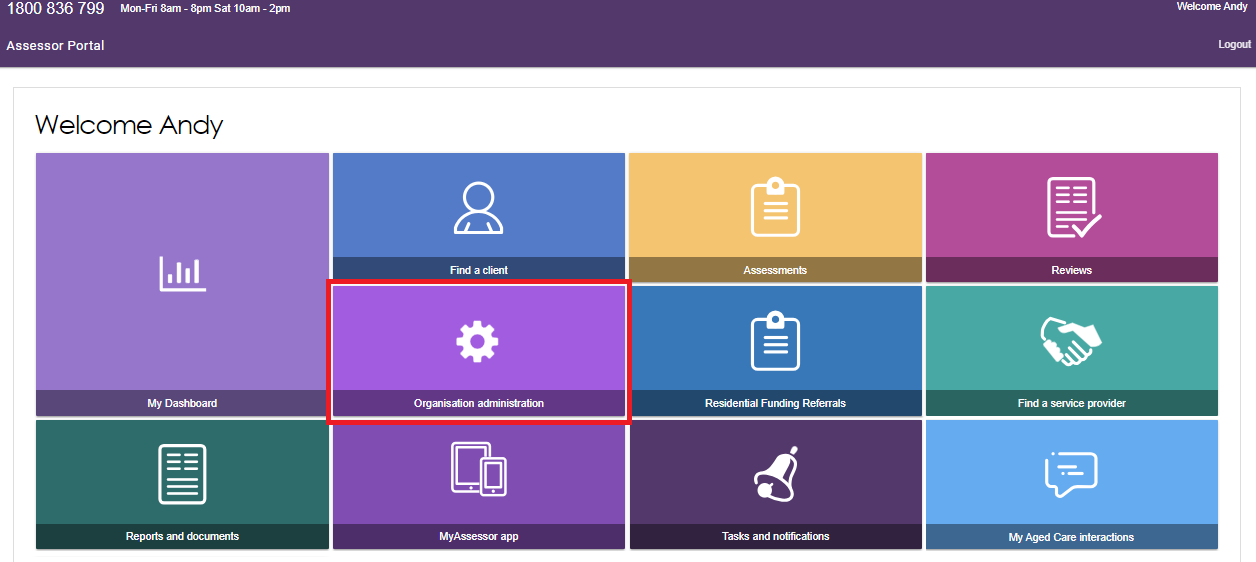 1800 836 799 Mon-Fri 8am - 8pm Sat 10am - 2pm
Welcome Andy
Assessor Portal
Logout
Welcome Andy
Find a client
Assessments
Reviews
My Dashboard
Organisation administration
Residential Funding Referrals
Find a service provider
Reports and documents
MyAssessor app
Tasks and notifications
My Aged Care interactions